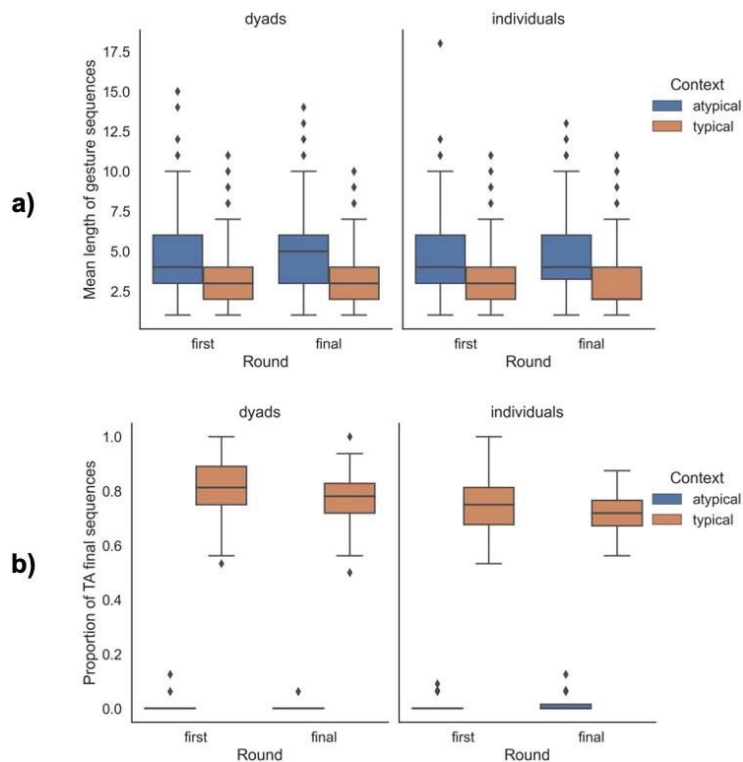 a)
dyads
individuals
Mean length of gesture sequences
17.5
15.0
12.5
10.0
7.5
5.0
2.5
first
final
first
final
Round
Round
Context
atypical
typical
b)
dyads
individuals
Proportion of TA final sequences
1.0
0.8
0.6
0.4
0.2
0.0
first
final
first
final
Round
Round
Context
atypical
typical